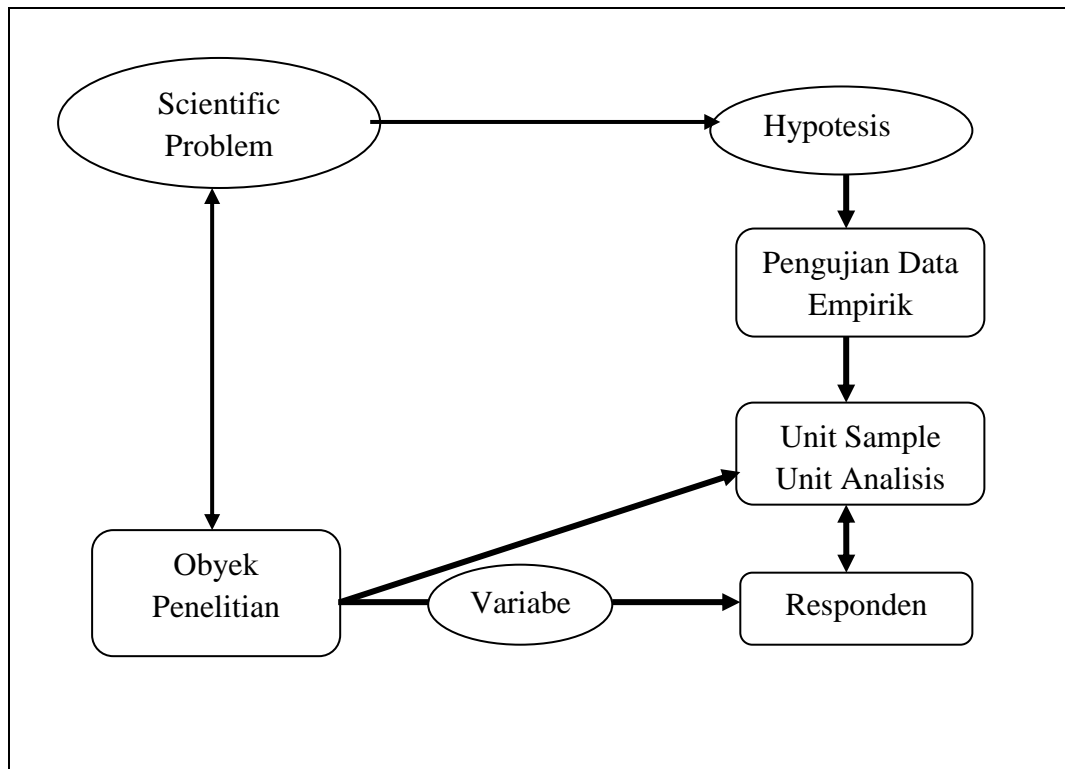 Scientific
Problem
Hypotesis
Pengujian Data
Empirik
Unit Sample
Unit Analisis
Obyek
Penelitian
Variabe
Responden